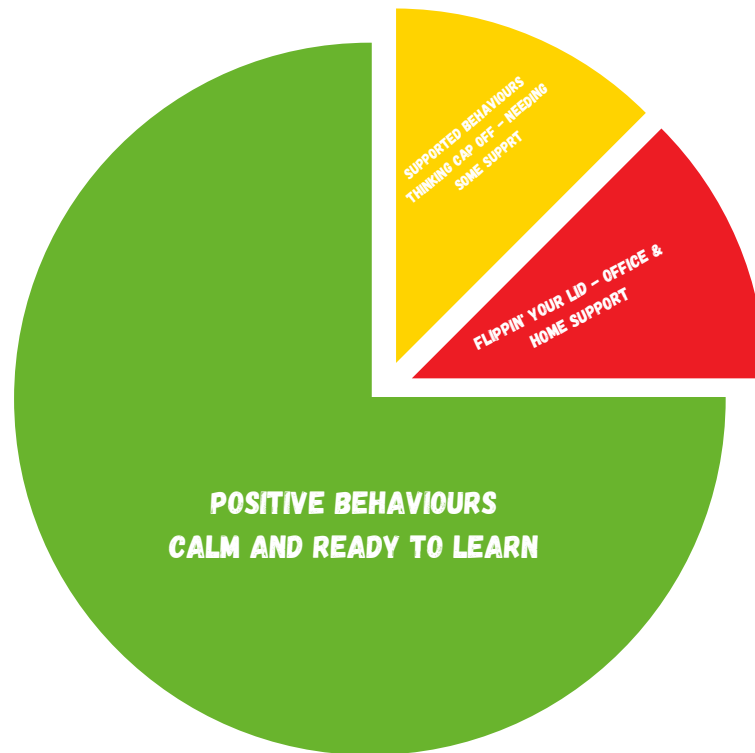 SUPPORTED BEHAVIOURS
THINKING CAP OFF – NEEDING
SOME SUPPRT
FLIPPIN' YOUR LID – OFFICE &
HOME SUPPORT
POSITIVE BEHAVIOURS
CALM AND READY TO LEARN